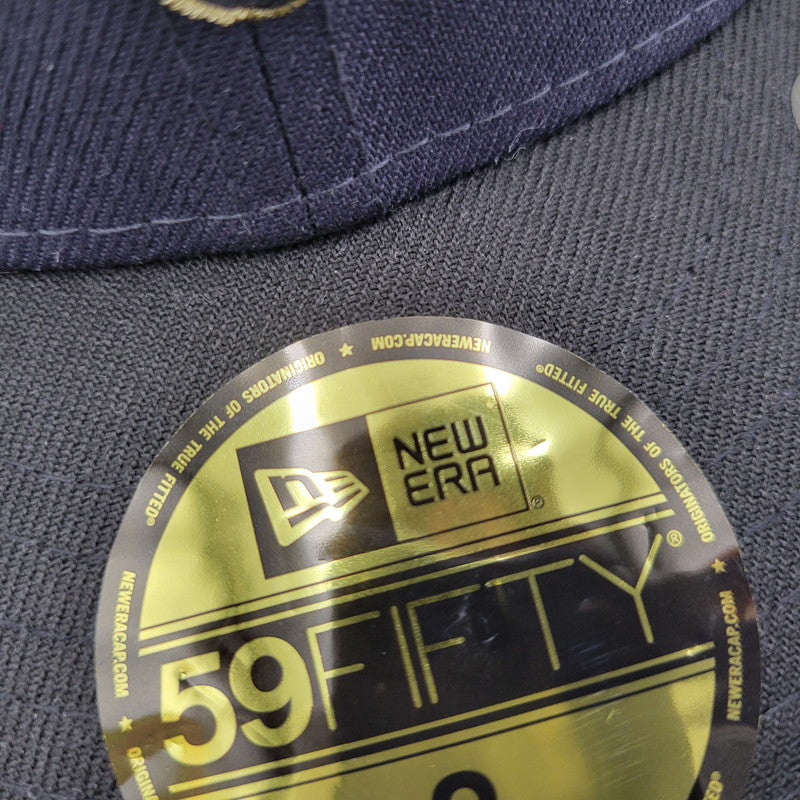 NEWERACAP.COM
ORIGINATORS OF THE TRUE FITTED®
ORIGINATORS OF THE TRUE FITTED®
NEW
ERA
®
59FIFTY®
NEWERACAP.COM
NEWERACAP.COM